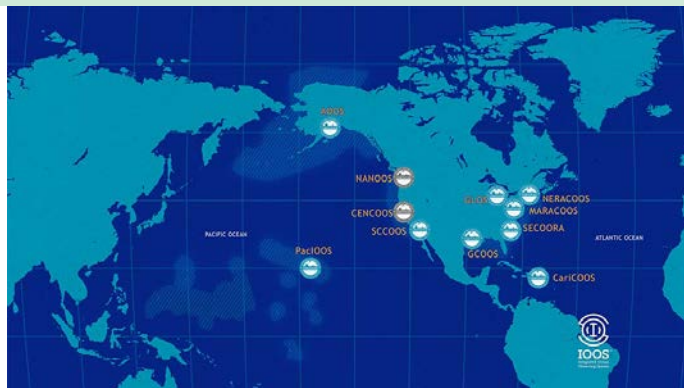 AOOS
NANOOS
GLOS
NERACOOS
MARACOOS
CENCOOS
SCCOOS
SECOORA
PACIFIC OCEAN
ATLANTIC OCEAN
GCOOS
PacIOOS
CariCOOS
IOOS